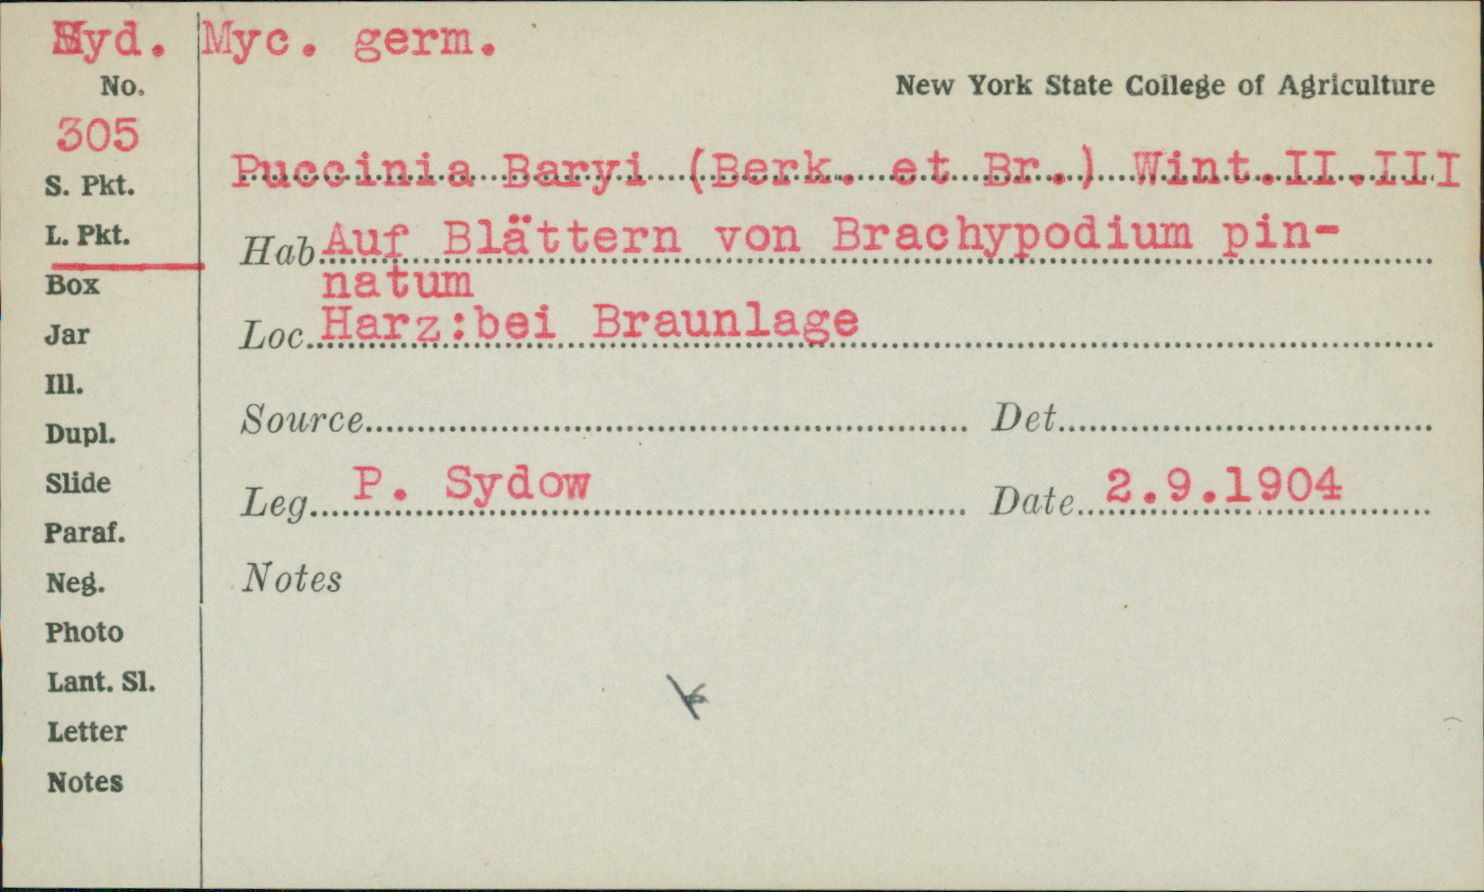 Syd. Myc. germ.
No.
New York State College of Agriculture
305
Puccinia Baryi (Berk. et Br.) Wint.II.III
S. Pkt.
L. Pkt.
Hab Auf Blättern von Brachypodium pin-
natum
Box
Loc. Harz:bei Braunlage
Jar
Ill.
Source Det.
Dupl.
Slide
Leg. P. Sydow Date 2.9.1904
Paraf.
Neg.
Notes
Photo
Lant. Sl.
Letter
Notes